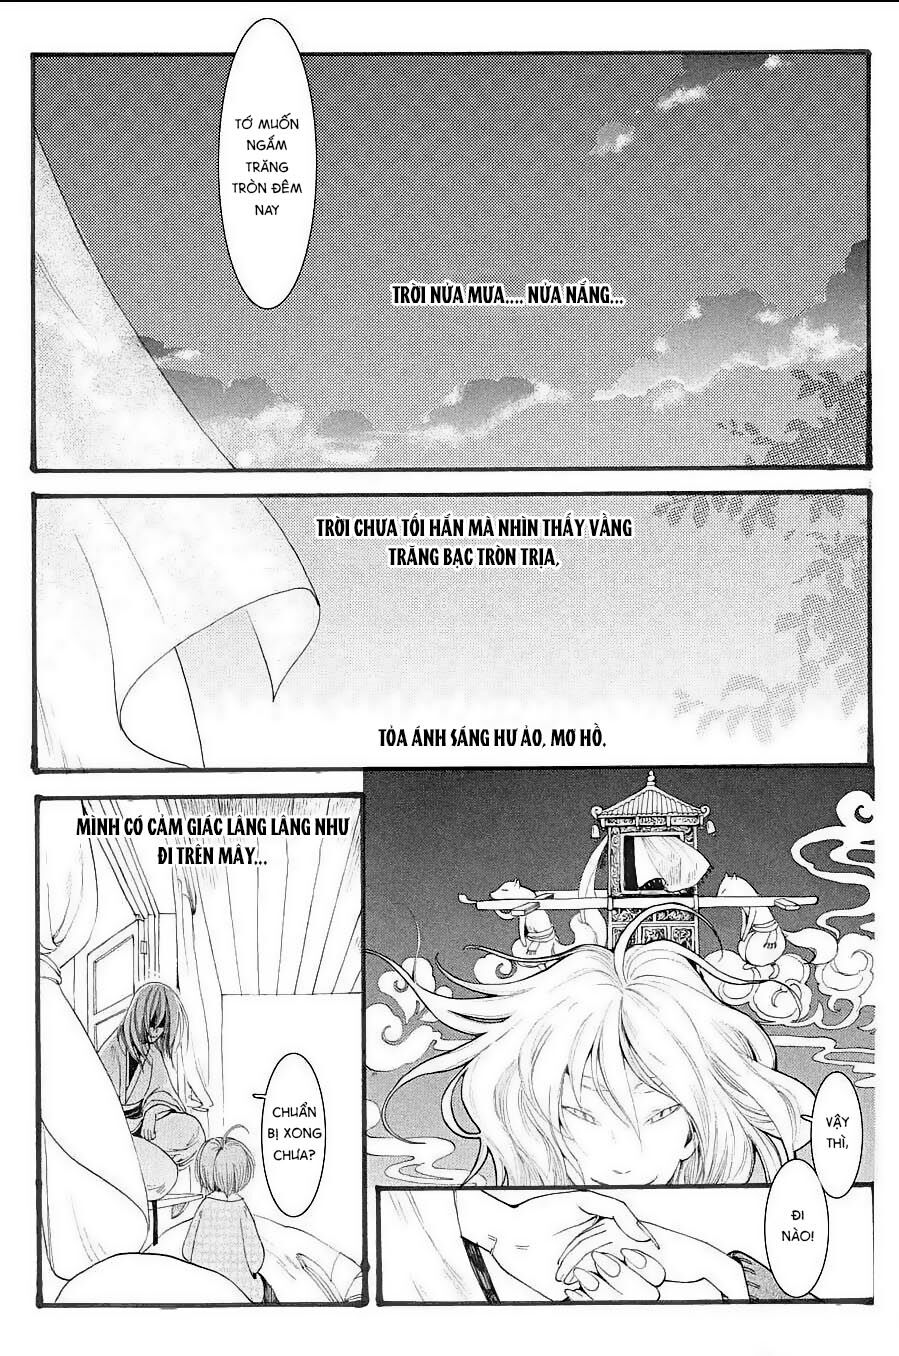 TỚ MUỐN
NGẮM
TRĂNG
TRÒN ĐÊM
NAY
TRỜI NỬA MƯA.... NỬA NẮNG...
TRỜI CHƯA TỐI HẲN MÀ NHÌN THẤY VẦNG
TRĂNG BẠC TRÒN TRỊA,
TỎA ÁNH SÁNG HƯ ẢO, MƠ HỒ.
MÌNH CÓ CẢM GIÁC LÂNG LÂNG NHƯ
ĐI TRÊN MÂY...
CHUẨN
BỊ XONG
CHƯA?
VẬY
THÌ,
ĐI
NÀO!